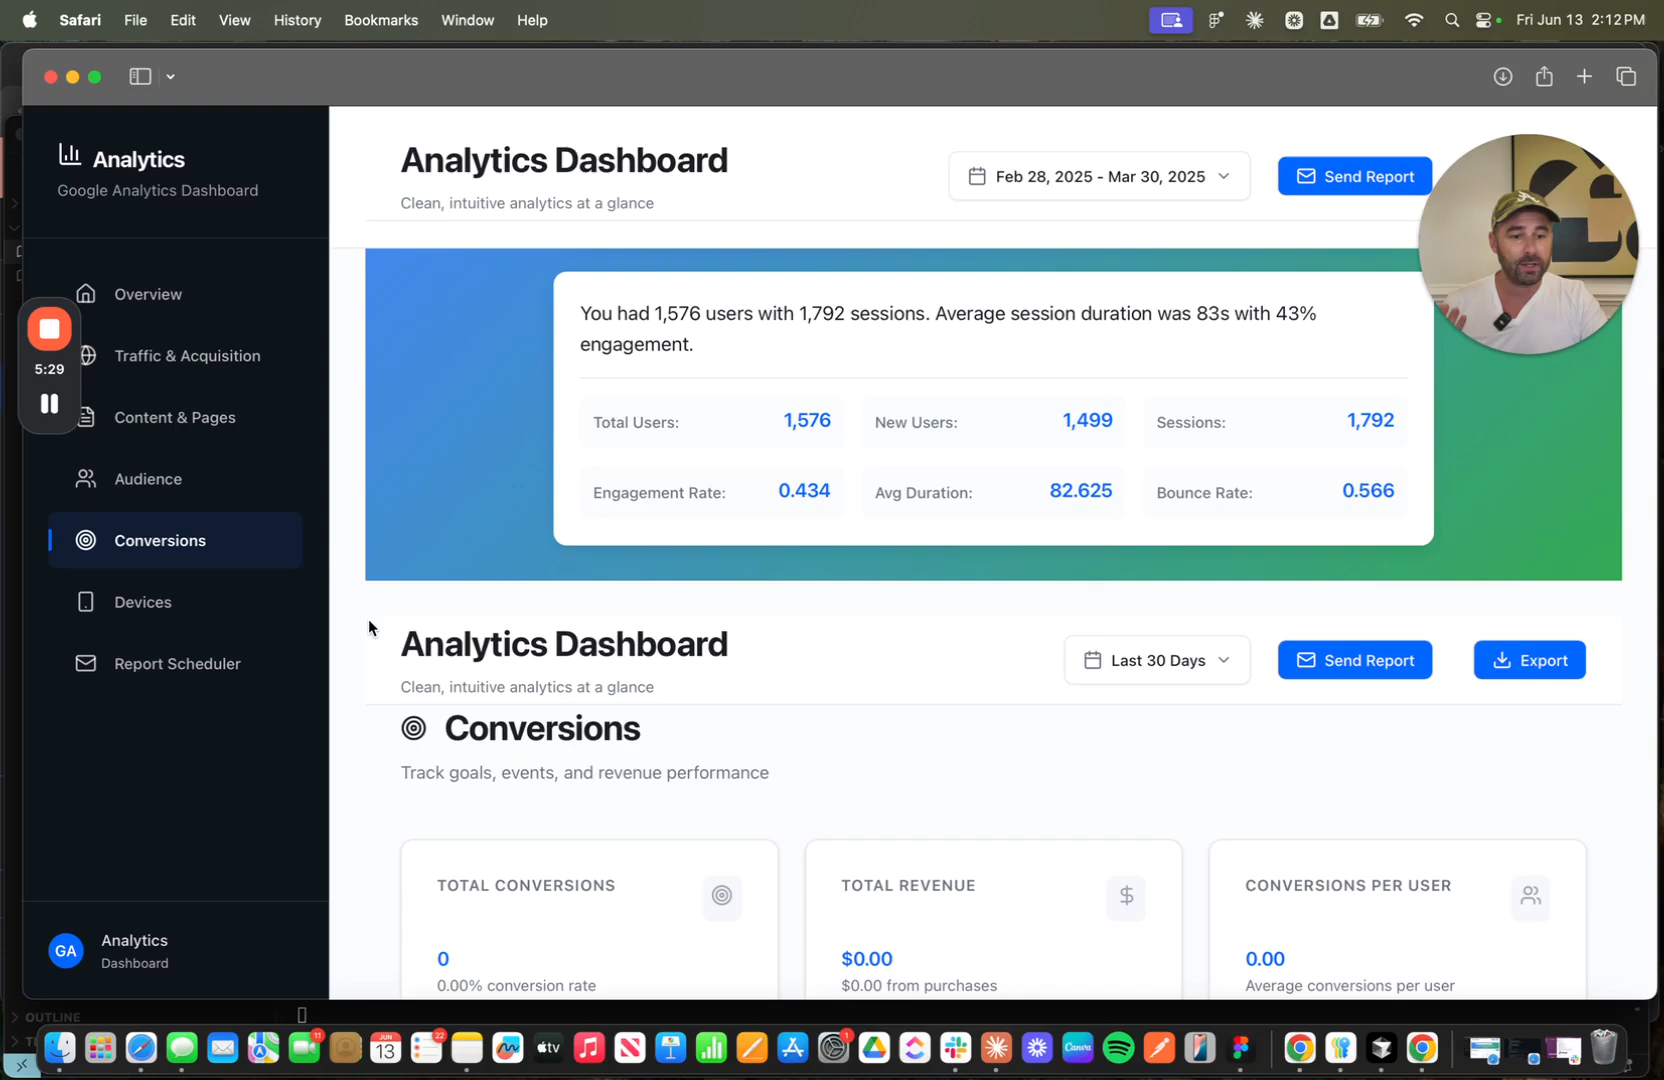 Safari File Edit View History Bookmarks Window Help
Fri Jun 13 2:12 PM
Analytics
Google Analytics Dashboard
Overview
Traffic & Acquisition
Content & Pages
Audience
Conversions
Devices
Report Scheduler
5:29
GA
Analytics
Dashboard
Analytics Dashboard
Clean, intuitive analytics at a glance
Feb 28, 2025 - Mar 30, 2025
Send Report
You had 1,576 users with 1,792 sessions. Average session duration was 83s with 43%
engagement.
Total Users: 1,576
New Users: 1,499
Sessions: 1,792
Engagement Rate: 0.434
Avg Duration: 82.625
Bounce Rate: 0.566
Analytics Dashboard
Clean, intuitive analytics at a glance
Last 30 Days
Send Report
Export
Conversions
Track goals, events, and revenue performance
TOTAL CONVERSIONS
0
0.00% conversion rate
TOTAL REVENUE
$0.00
$0.00 from purchases
CONVERSIONS PER USER
0.00
Average conversions per user
OUTLINE
11
JUN
13
22
tv
1
Canva